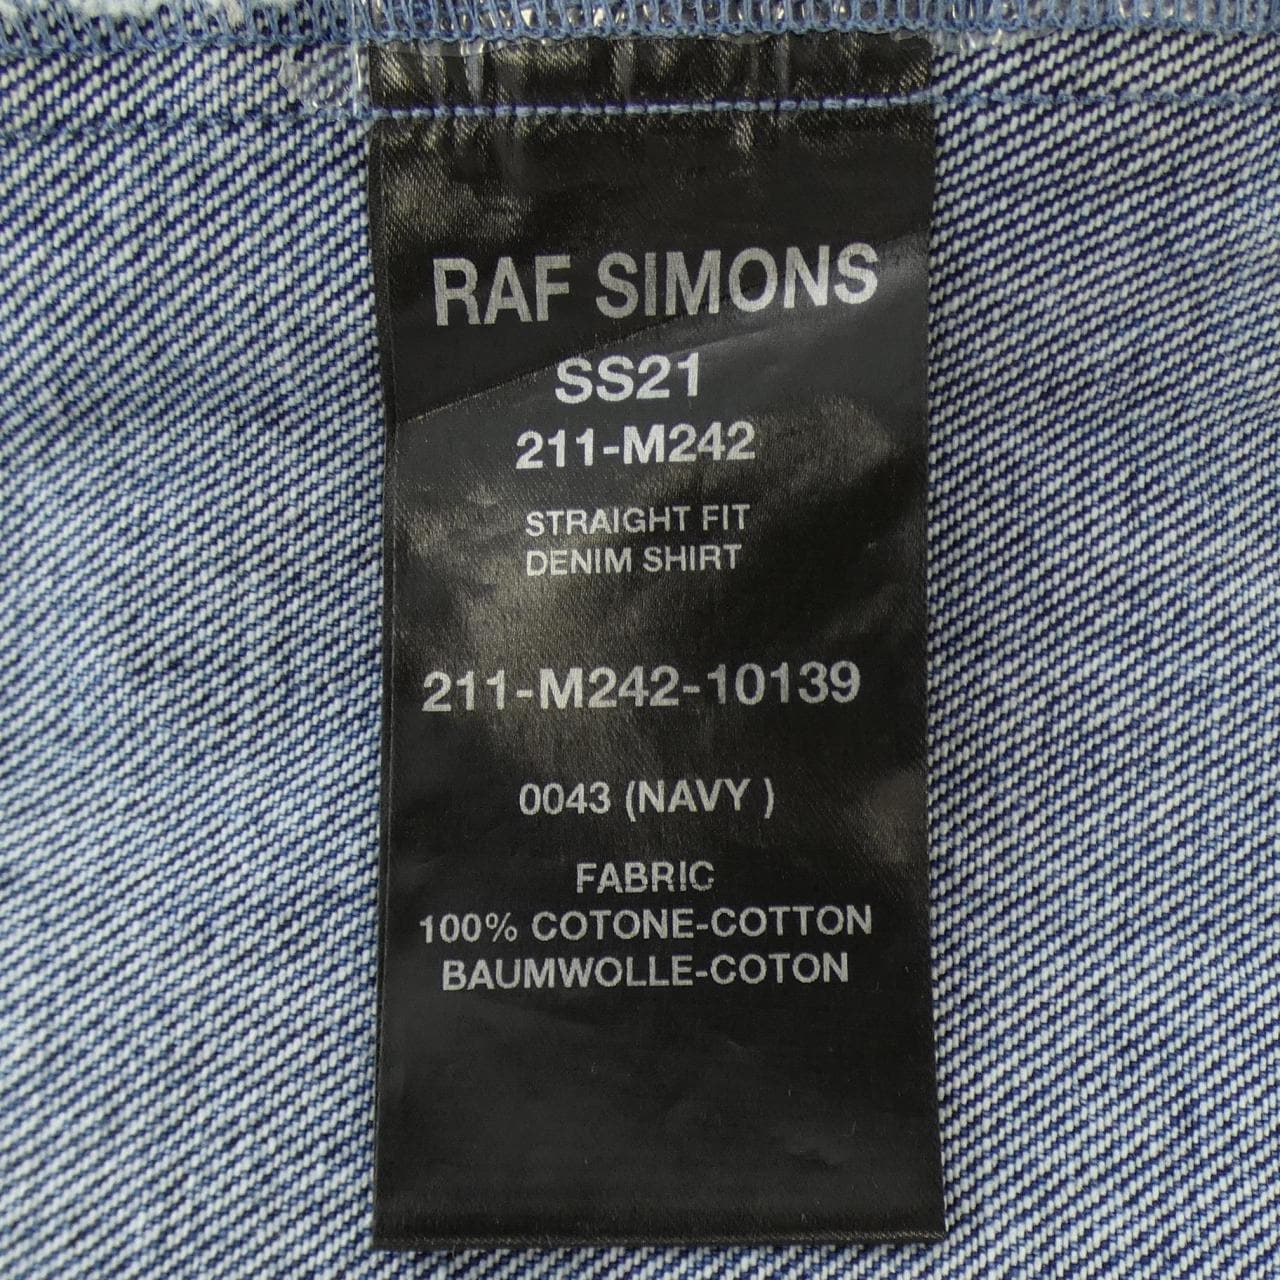 RAF SIMONS
SS21
211-M242
STRAIGHT FIT
DENIM SHIRT
211-M242-10139
0043 (NAVY )
FABRIC
100% COTONE-COTTON
BAUMWOLLE-COTON